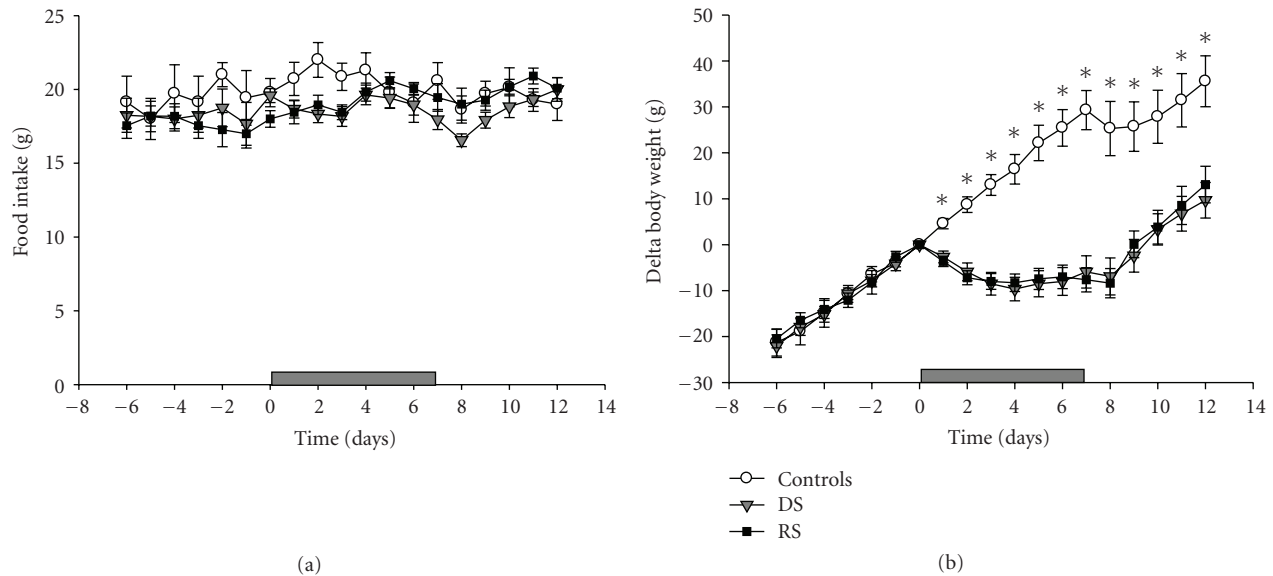 25
20
15
10
5
0
Food intake (g)
−8 −6 −4 −2 0 2 4 6 8 10 12 14
Time (days)
(a)
50
40
30
20
10
0
−10
−20
−30
Delta body weight (g)
* * * * * * * * * * * *
−8 −6 −4 −2 0 2 4 6 8 10 12 14
Time (days)
Controls
DS
RS
(b)